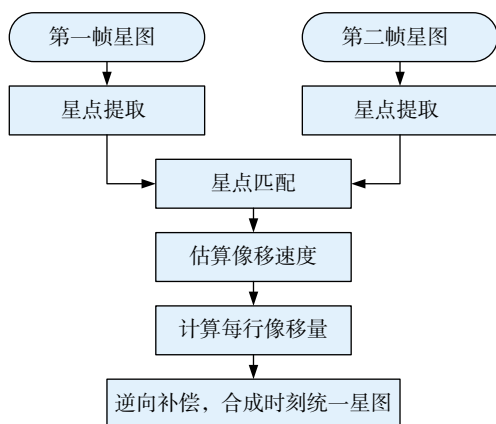 第一帧星图
第二帧星图
星点提取
星点提取
星点匹配
估算像移速度
计算每行像移量
逆向补偿，合成时刻统一星图